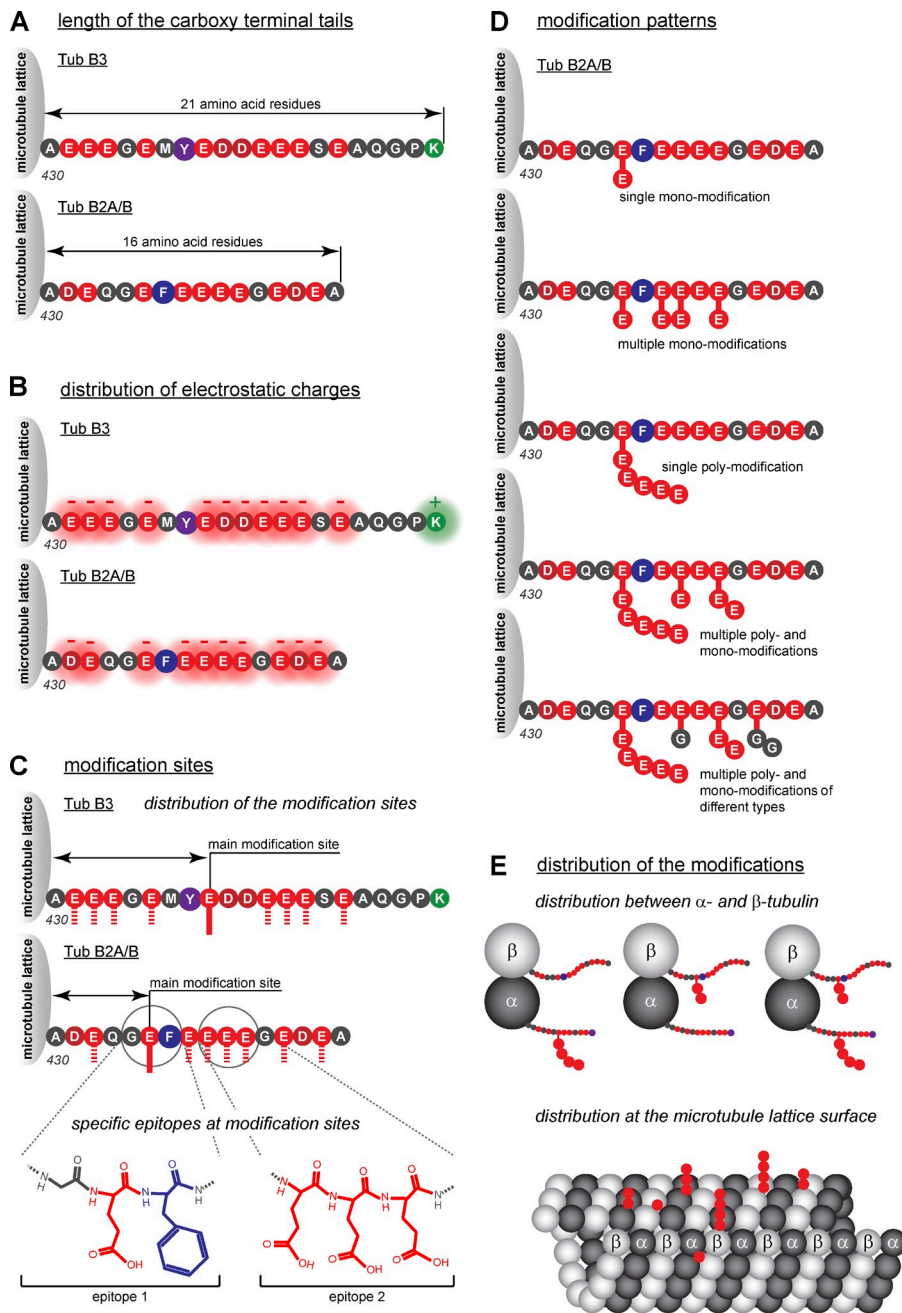 A length of the carboxy terminal tails
Tub B3
microtubule lattice
21 amino acid residues
A E E E G E M Y E D D E E E S E A Q G P K
430
Tub B2A/B
microtubule lattice
16 amino acid residues
A D E Q G E F E E E E G E D E A
430
B distribution of electrostatic charges
Tub B3
microtubule lattice
- - - - - - - - - - - +
A E E E G E M Y E D D E E E S E A Q G P K
430
Tub B2A/B
microtubule lattice
- - - - - - - - - -
A D E Q G E F E E E E G E D E A
430
C modification sites
Tub B3
distribution of the modification sites
microtubule lattice
main modification site
A E E E G E M Y E D D E E E S E A Q G P K
430
Tub B2A/B
microtubule lattice
main modification site
A D E Q G E F E E E E G E D E A
430
specific epitopes at modification sites
N H O N H O N H O N H
O OH
epitope 1
N H O N H O N H O N H
O OH O OH O OH
epitope 2
D modification patterns
Tub B2A/B
microtubule lattice
A D E Q G E F E E E E G E D E A
430
E
single mono-modification
microtubule lattice
A D E Q G E F E E E E G E D E A
430
E E E E
multiple mono-modifications
microtubule lattice
A D E Q G E F E E E E G E D E A
430
E E E E E
single poly-modification
microtubule lattice
A D E Q G E F E E E E G E D E A
430
E E E E E E E E
multiple poly- and
mono-modifications
microtubule lattice
A D E Q G E F E E E E G E D E A
430
E E E E E G E E G G
multiple poly- and
mono-modifications of
different types
E distribution of the modifications
distribution between α- and β-tubulin
β β β
α α α
distribution at the microtubule lattice surface
β α β α β α β α β α β α